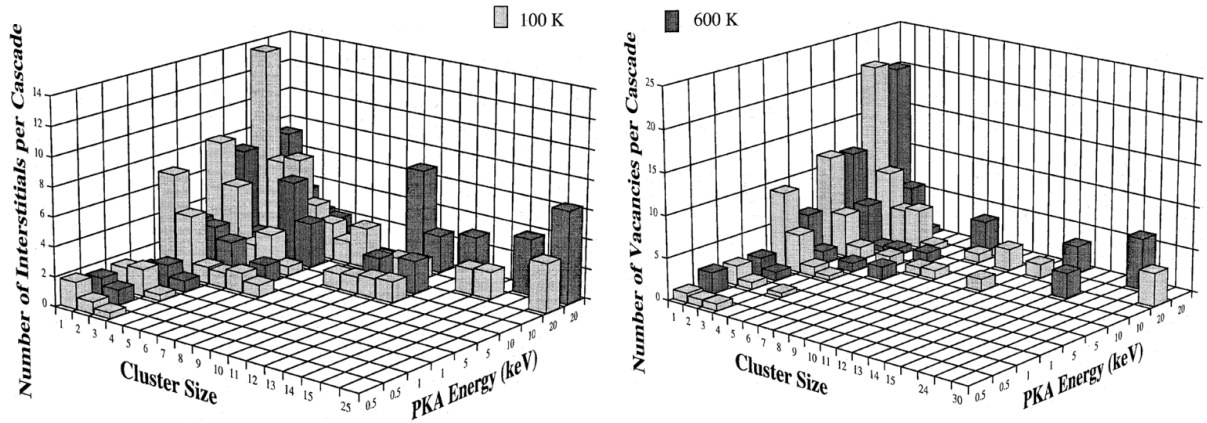 100 K
600 K
Number of Interstitials per Cascade
14
12
10
8
6
4
2
0
1 2 3 4 5 6 7 8 9 10 11 12 13 14 15 25
Cluster Size
0.5 0.5 1 1 5 5 10 10 20 20
PKA Energy (keV)
Number of Vacancies per Cascade
25
20
15
10
5
0
1 2 3 4 5 6 7 8 9 10 11 12 13 14 15 24 30
Cluster Size
0.5 0.5 1 1 5 5 10 10 20 20
PKA Energy (keV)